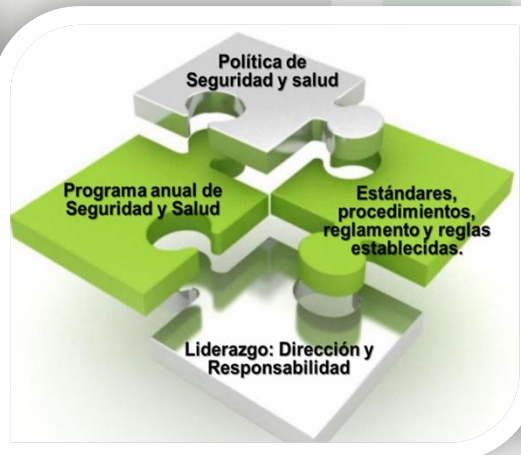 Política de
Seguridad y salud
Programa anual de
Seguridad y Salud
Estándares,
procedimientos,
reglamento y reglas
establecidas.
Liderazgo: Dirección y
Responsabilidad